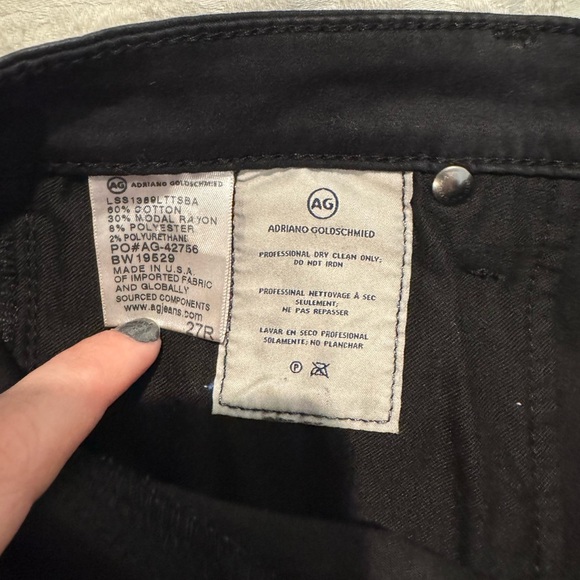 AG ADRIANO GOLDSCHMIED
LSS1389LTTSBA
60% COTTON
30% MODAL RAYON
8% POLYESTER
2% POLYURETHANE
PO#AG-42756
BW19529
MADE IN U.S.A.
OF IMPORTED FABRIC
AND GLOBALLY
SOURCED COMPONENTS
www.agjeans.com
27R
AG
ADRIANO GOLDSCHMIED
PROFESSIONAL DRY CLEAN ONLY;
DO NOT IRON
PROFESSINAL NETTOYAGE À SEC
SEULEMENT;
NE PAS REPASSER
LAVAR EN SECO PROFESIONAL
SOLAMENTE; NO PLANCHAR
P